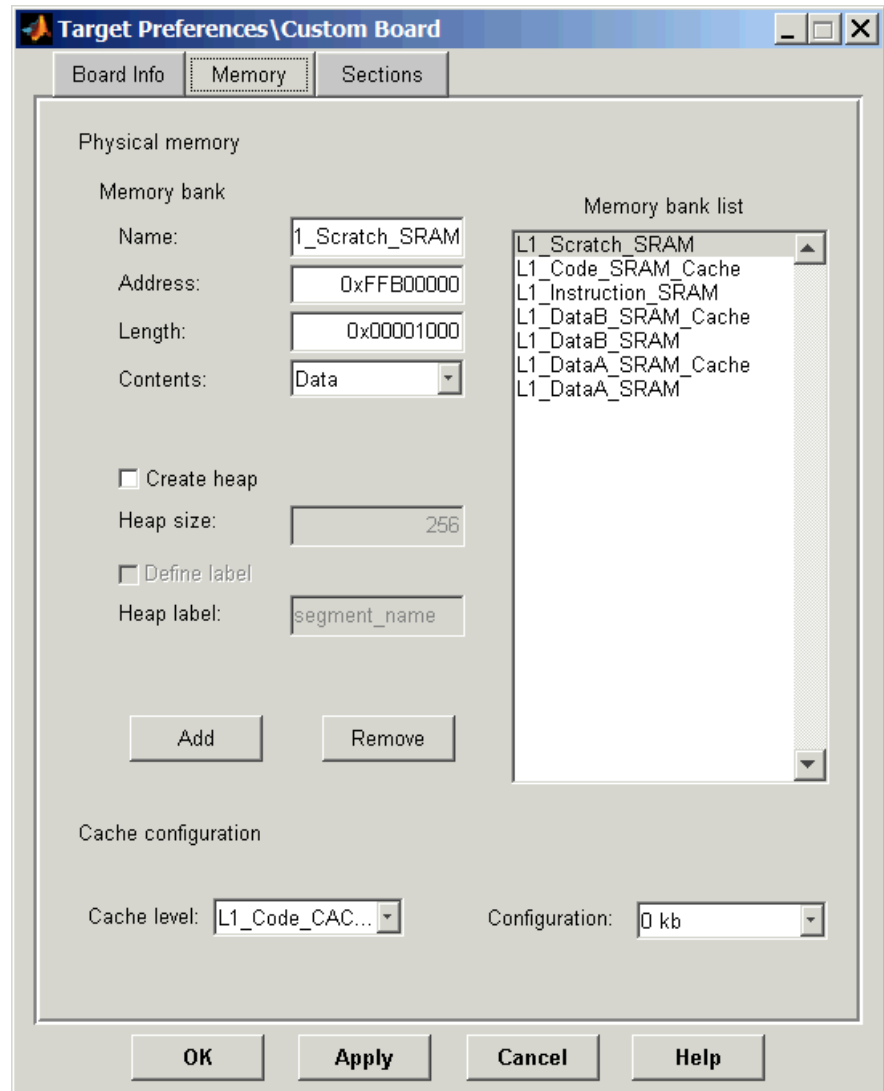 Target Preferences\Custom Board
Board Info Memory Sections
Physical memory
Memory bank
Name: 1_Scratch_SRAM
Address: 0xFFB00000
Length: 0x00001000
Contents: Data
Create heap
Heap size: 256
Define label
Heap label: segment_name
Add Remove
Memory bank list
L1_Scratch_SRAM
L1_Code_SRAM_Cache
L1_Instruction_SRAM
L1_DataB_SRAM_Cache
L1_DataB_SRAM
L1_DataA_SRAM_Cache
L1_DataA_SRAM
Cache configuration
Cache level: L1_Code_CAC... Configuration: 0 kb
OK Apply Cancel Help